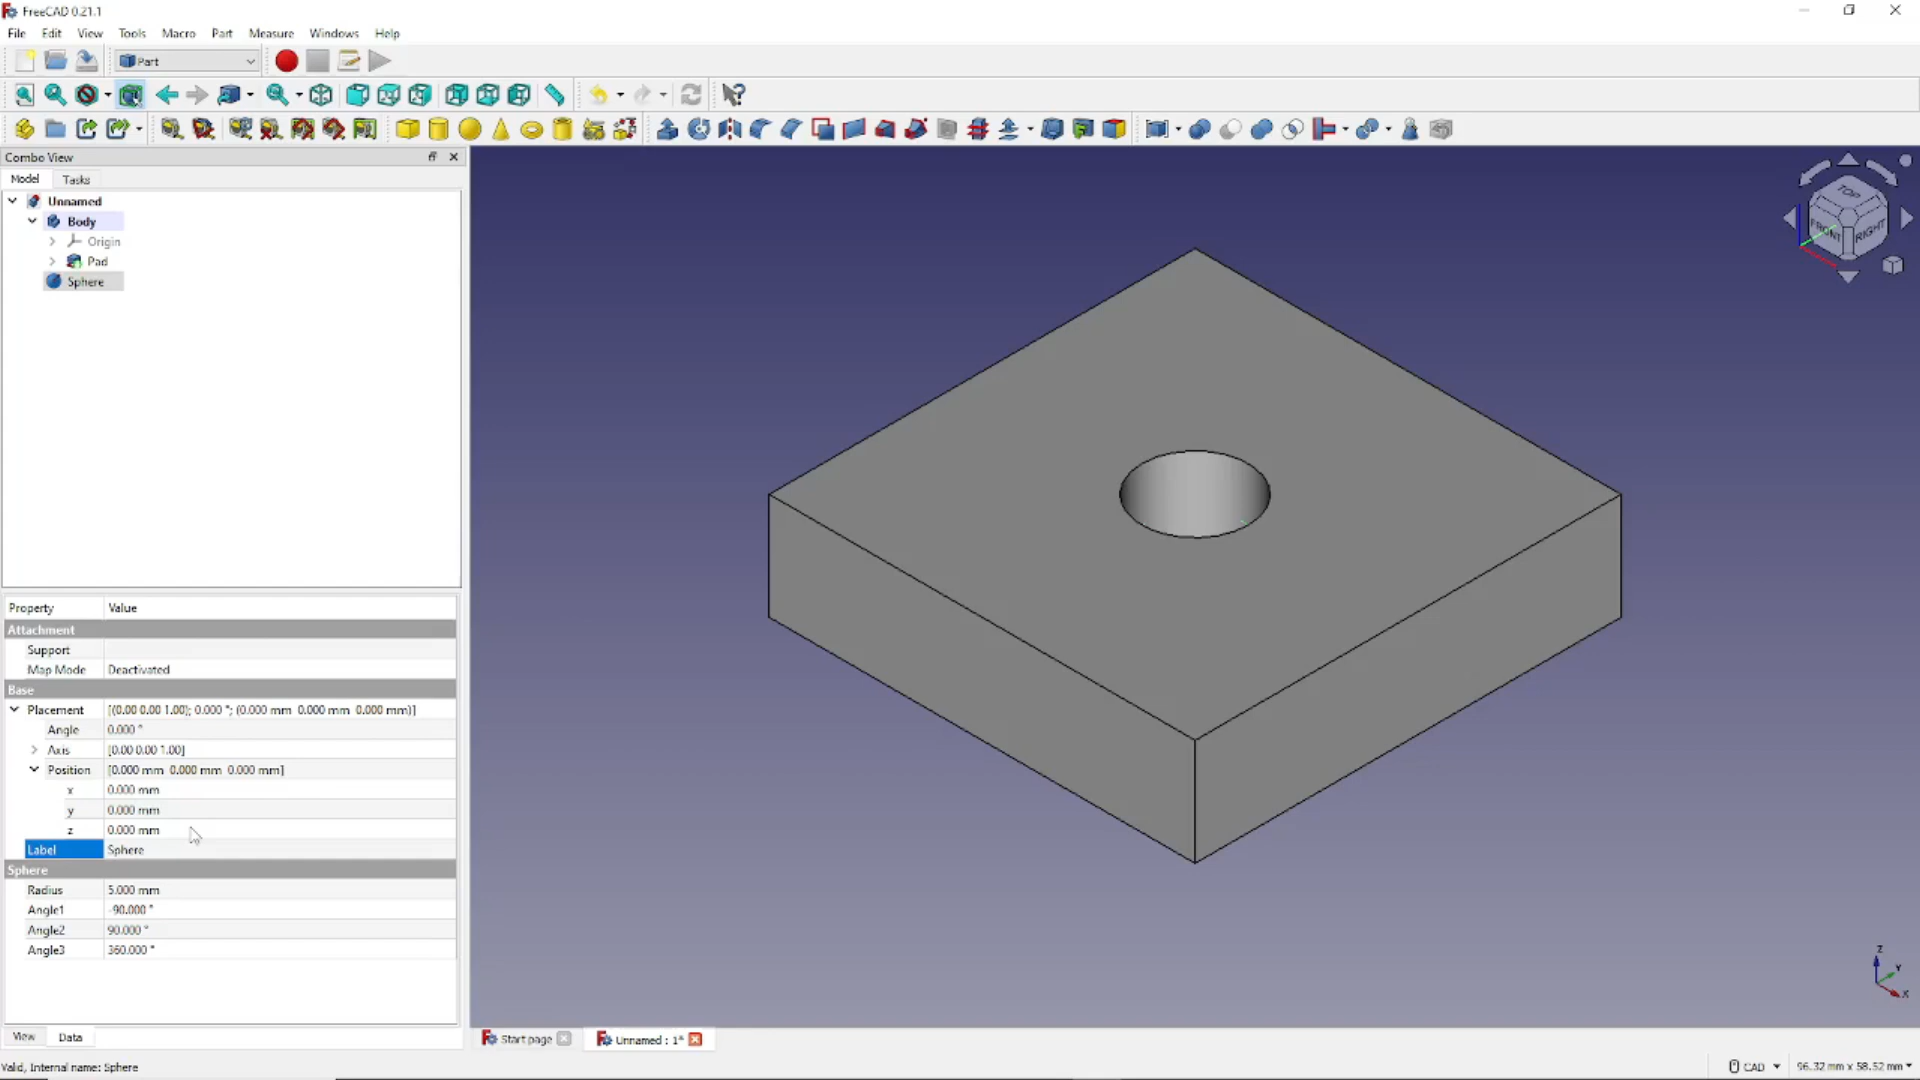 FreeCAD 0.21.1
File Edit View Tools Macro Part Measure Windows Help
Part
Combo View
Model Tasks
Unnamed
Body
Origin
Pad
Sphere
TOP
FRONT RIGHT
Property Value
Attachment
Support
Map Mode Deactivated
Base
Placement [(0.00 0.00 1.00); 0.000 °; (0.000 mm 0.000 mm 0.000 mm)]
Angle 0.000 °
Axis [0.00 0.00 1.00]
Position [0.000 mm 0.000 mm 0.000 mm]
x 0.000 mm
y 0.000 mm
z 0.000 mm
Label Sphere
Sphere
Radius 5.000 mm
Angle1 -90.000 °
Angle2 90.000 °
Angle3 360.000 °
Z
Y
X
View Data
Start page Unnamed : 1*
Valid, Internal name: Sphere
CAD 96.32 mm x 58.52 mm